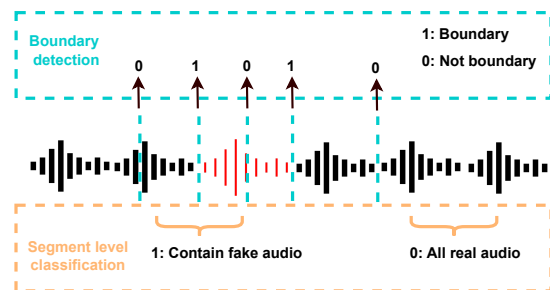 Boundary
detection
1: Boundary
0: Not boundary
0 1 0 1 0
Segment level
classification
1: Contain fake audio
0: All real audio